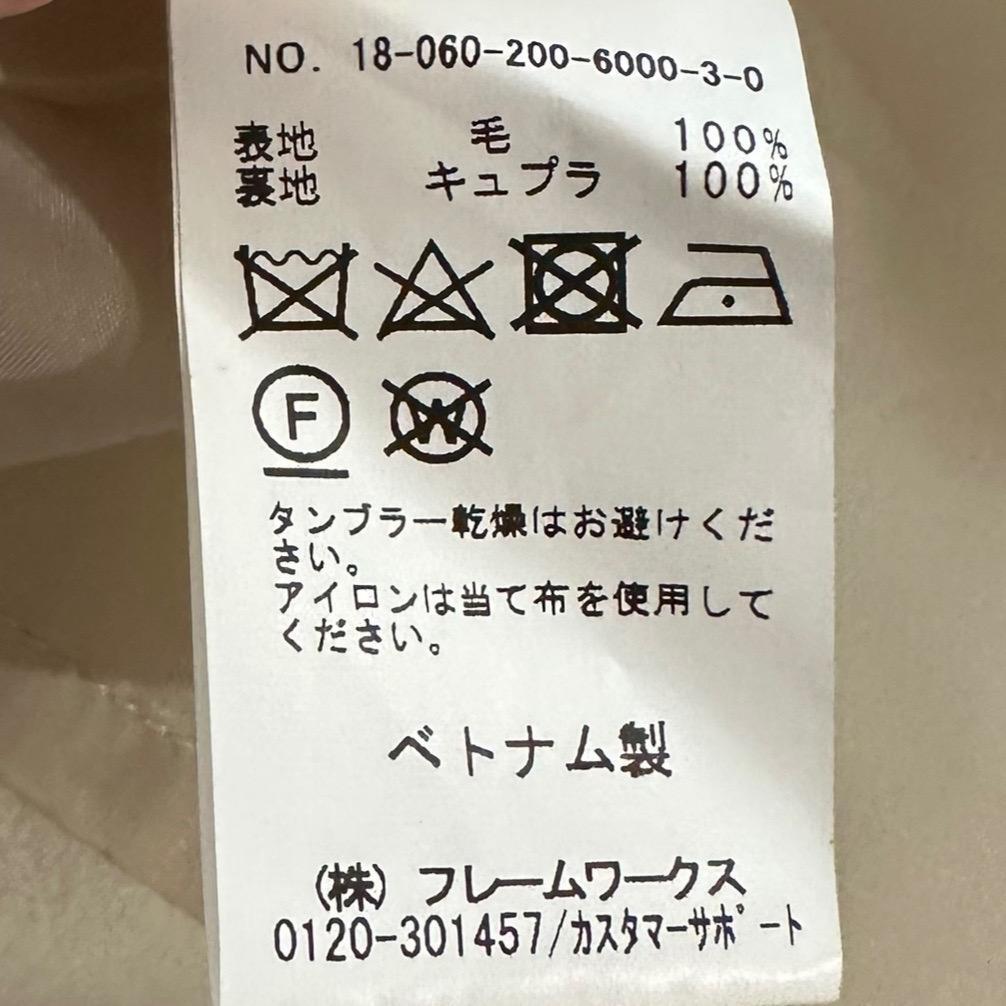 NO. 18-060-200-6000-3-0
表地 毛 100%
裏地 キュプラ 100%
F W
タンブラー乾燥はお避けくだ
さい。
アイロンは当て布を使用して
ください。
ベトナム製
(株) フレームワークス
0120-301457/カスタマーサポート